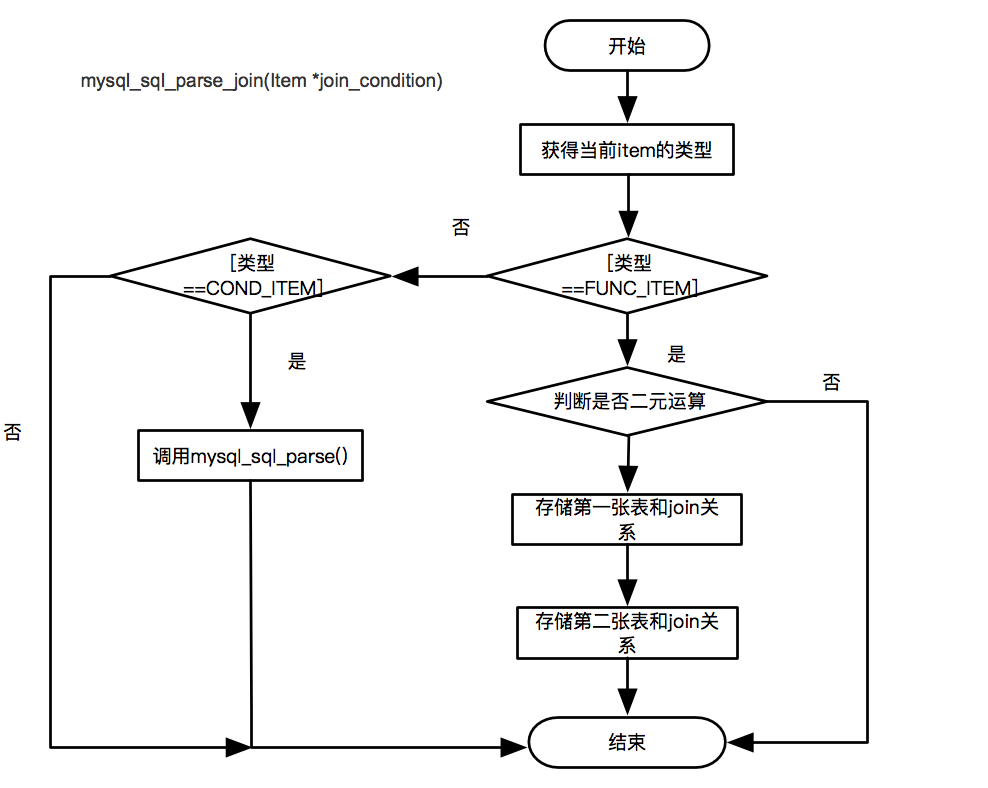 开始
mysql_sql_parse_join(Item *join_condition)
获得当前item的类型
否
[类型
==COND_ITEM]
[类型
==FUNC_ITEM]
是
是
否
判断是否二元运算
否
调用mysql_sql_parse()
存储第一张表和join关
系
存储第二张表和join关
系
结束